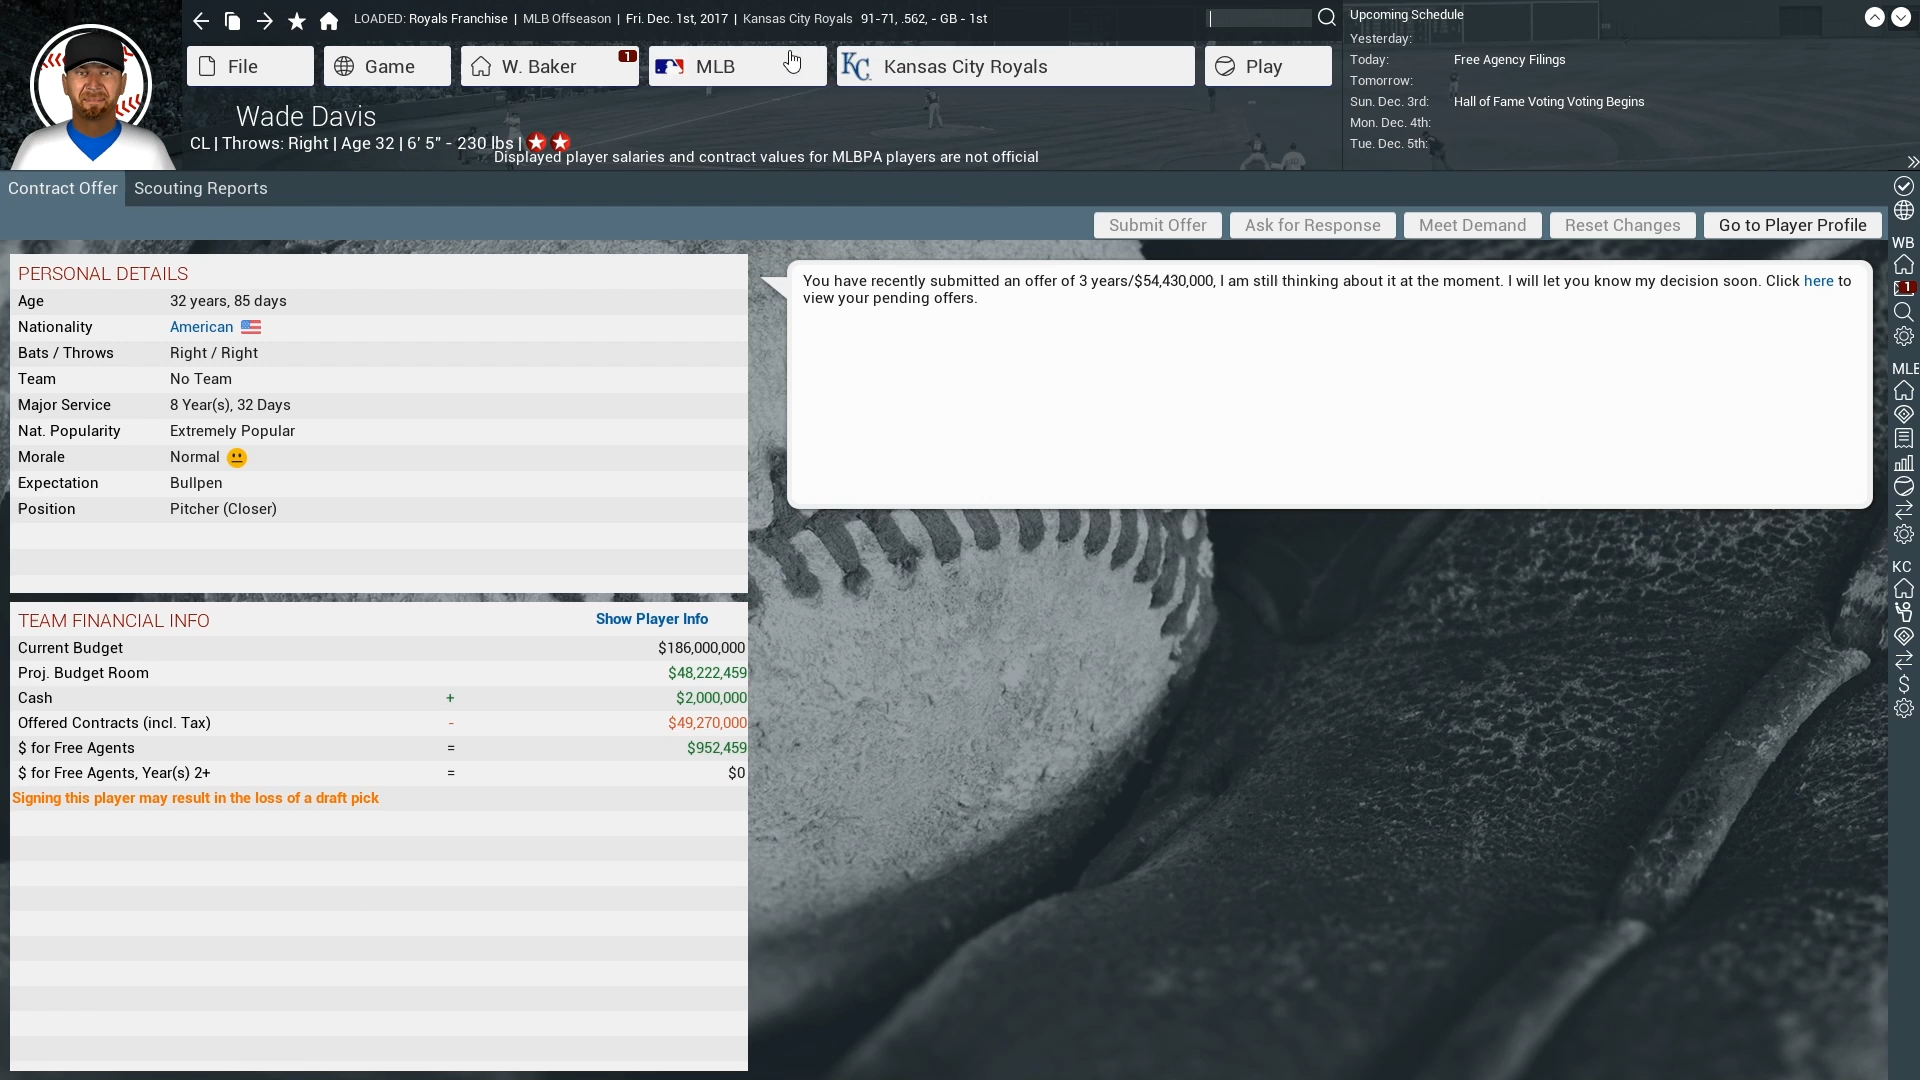 LOADED: Royals Franchise | MLB Offseason | Fri. Dec. 1st, 2017 | Kansas City Royals 91-71, .562, - GB - 1st
File
Game
W. Baker
1
MLB
KC
Kansas City Royals
Play
Upcoming Schedule
Yesterday:
Today: Free Agency Filings
Tomorrow:
Sun. Dec. 3rd: Hall of Fame Voting Voting Begins
Mon. Dec. 4th:
Tue. Dec. 5th:
Wade Davis
CL | Throws: Right | Age 32 | 6' 5" - 230 lbs |
Displayed player salaries and contract values for MLBPA players are not official
Contract Offer
Scouting Reports
Submit Offer
Ask for Response
Meet Demand
Reset Changes
Go to Player Profile
PERSONAL DETAILS
Age 32 years, 85 days
Nationality American
Bats / Throws Right / Right
Team No Team
Major Service 8 Year(s), 32 Days
Nat. Popularity Extremely Popular
Morale Normal
Expectation Bullpen
Position Pitcher (Closer)
You have recently submitted an offer of 3 years/$54,430,000, I am still thinking about it at the moment. I will let you know my decision soon. Click here to
view your pending offers.
TEAM FINANCIAL INFO
Show Player Info
Current Budget $186,000,000
Proj. Budget Room $48,222,459
Cash + $2,000,000
Offered Contracts (incl. Tax) - $49,270,000
$ for Free Agents = $952,459
$ for Free Agents, Year(s) 2+ = $0
Signing this player may result in the loss of a draft pick
WB
1
MLB
KC
$